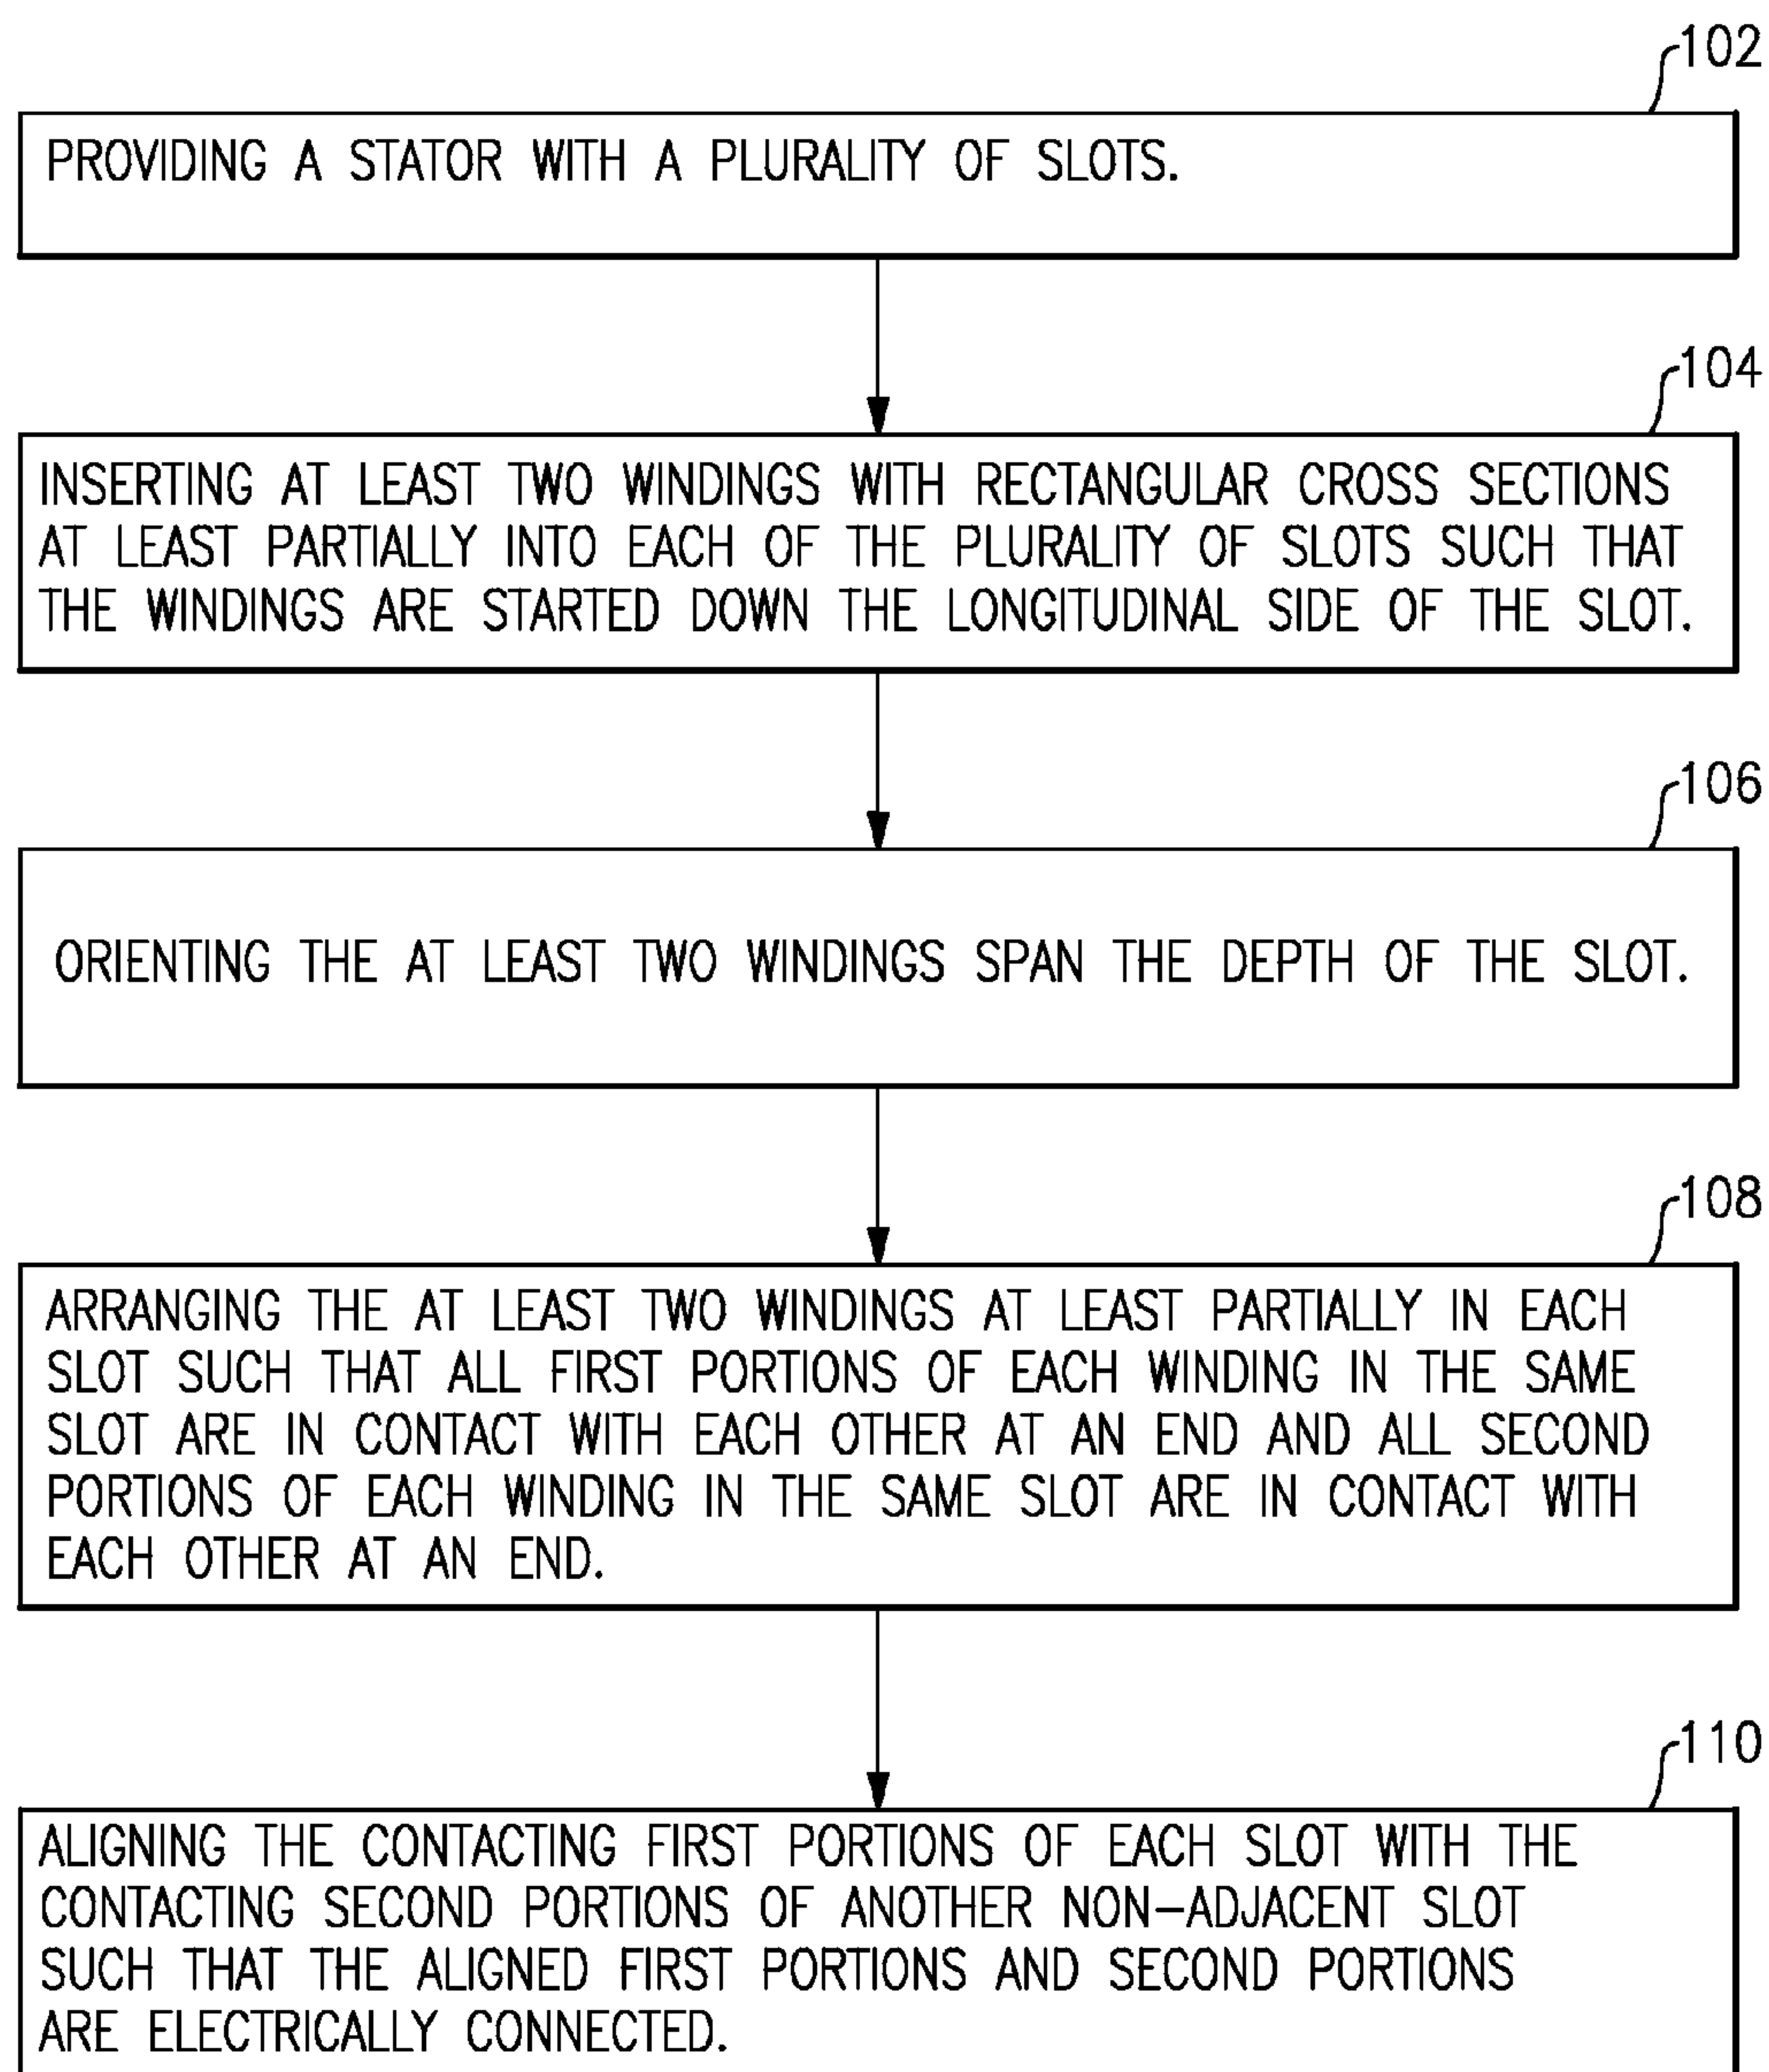 102
PROVIDING A STATOR WITH A PLURALITY OF SLOTS.
104
INSERTING AT LEAST TWO WINDINGS WITH RECTANGULAR CROSS SECTIONS
AT LEAST PARTIALLY INTO EACH OF THE PLURALITY OF SLOTS SUCH THAT
THE WINDINGS ARE STARTED DOWN THE LONGITUDINAL SIDE OF THE SLOT.
106
ORIENTING THE AT LEAST TWO WINDINGS SPAN THE DEPTH OF THE SLOT.
108
ARRANGING THE AT LEAST TWO WINDINGS AT LEAST PARTIALLY IN EACH
SLOT SUCH THAT ALL FIRST PORTIONS OF EACH WINDING IN THE SAME
SLOT ARE IN CONTACT WITH EACH OTHER AT AN END AND ALL SECOND
PORTIONS OF EACH WINDING IN THE SAME SLOT ARE IN CONTACT WITH
EACH OTHER AT AN END.
110
ALIGNING THE CONTACTING FIRST PORTIONS OF EACH SLOT WITH THE
CONTACTING SECOND PORTIONS OF ANOTHER NON-ADJACENT SLOT
SUCH THAT THE ALIGNED FIRST PORTIONS AND SECOND PORTIONS
ARE ELECTRICALLY CONNECTED.